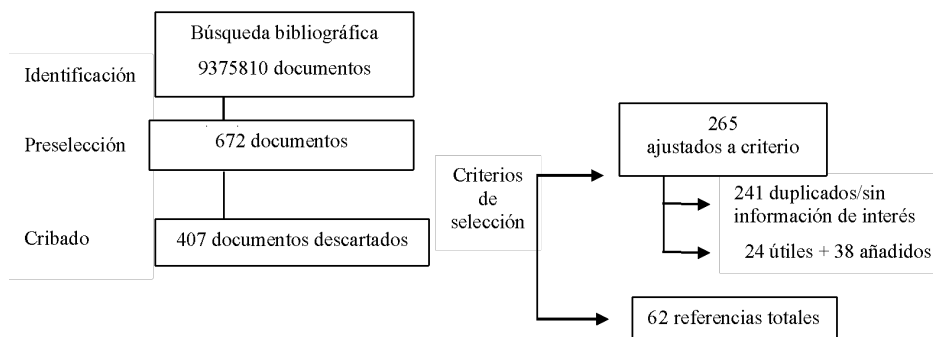 Búsqueda bibliográfica
9375810 documentos
Identificación
672 documentos
Preselección
Cribado
407 documentos descartados
Criterios
de
selección
265
ajustados a criterio
241 duplicados/sin
información de interés
24 útiles + 38 añadidos
62 referencias totales